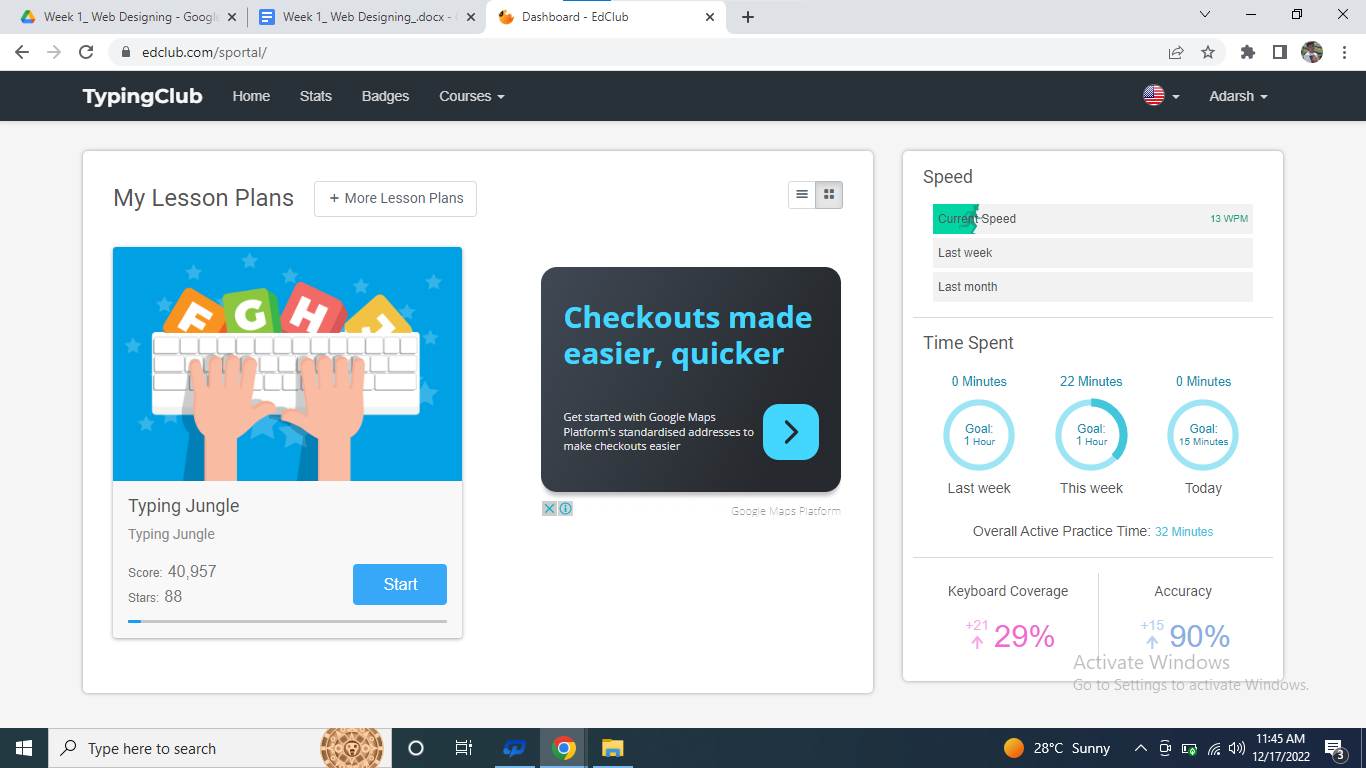 Week 1_ Web Designing - Google
Week 1_ Web Designing_.docx -
Dashboard - EdClub
edclub.com/sportal/
TypingClub
Home
Stats
Badges
Courses
Adarsh
My Lesson Plans
+ More Lesson Plans
F G H J
Typing Jungle
Typing Jungle
Score: 40,957
Stars: 88
Start
Checkouts made
easier, quicker
Get started with Google Maps
Platform's standardised addresses to
make checkouts easier
Google Maps Platform
Speed
Current Speed
13 WPM
Last week
Last month
Time Spent
0 Minutes
22 Minutes
0 Minutes
Goal:
1 Hour
Goal:
1 Hour
Goal:
15 Minutes
Last week
This week
Today
Overall Active Practice Time: 32 Minutes
Keyboard Coverage
+21
29%
Accuracy
+15
90%
Activate Windows
Go to Settings to activate Windows.
Type here to search
28°C Sunny
11:45 AM
12/17/2022
3